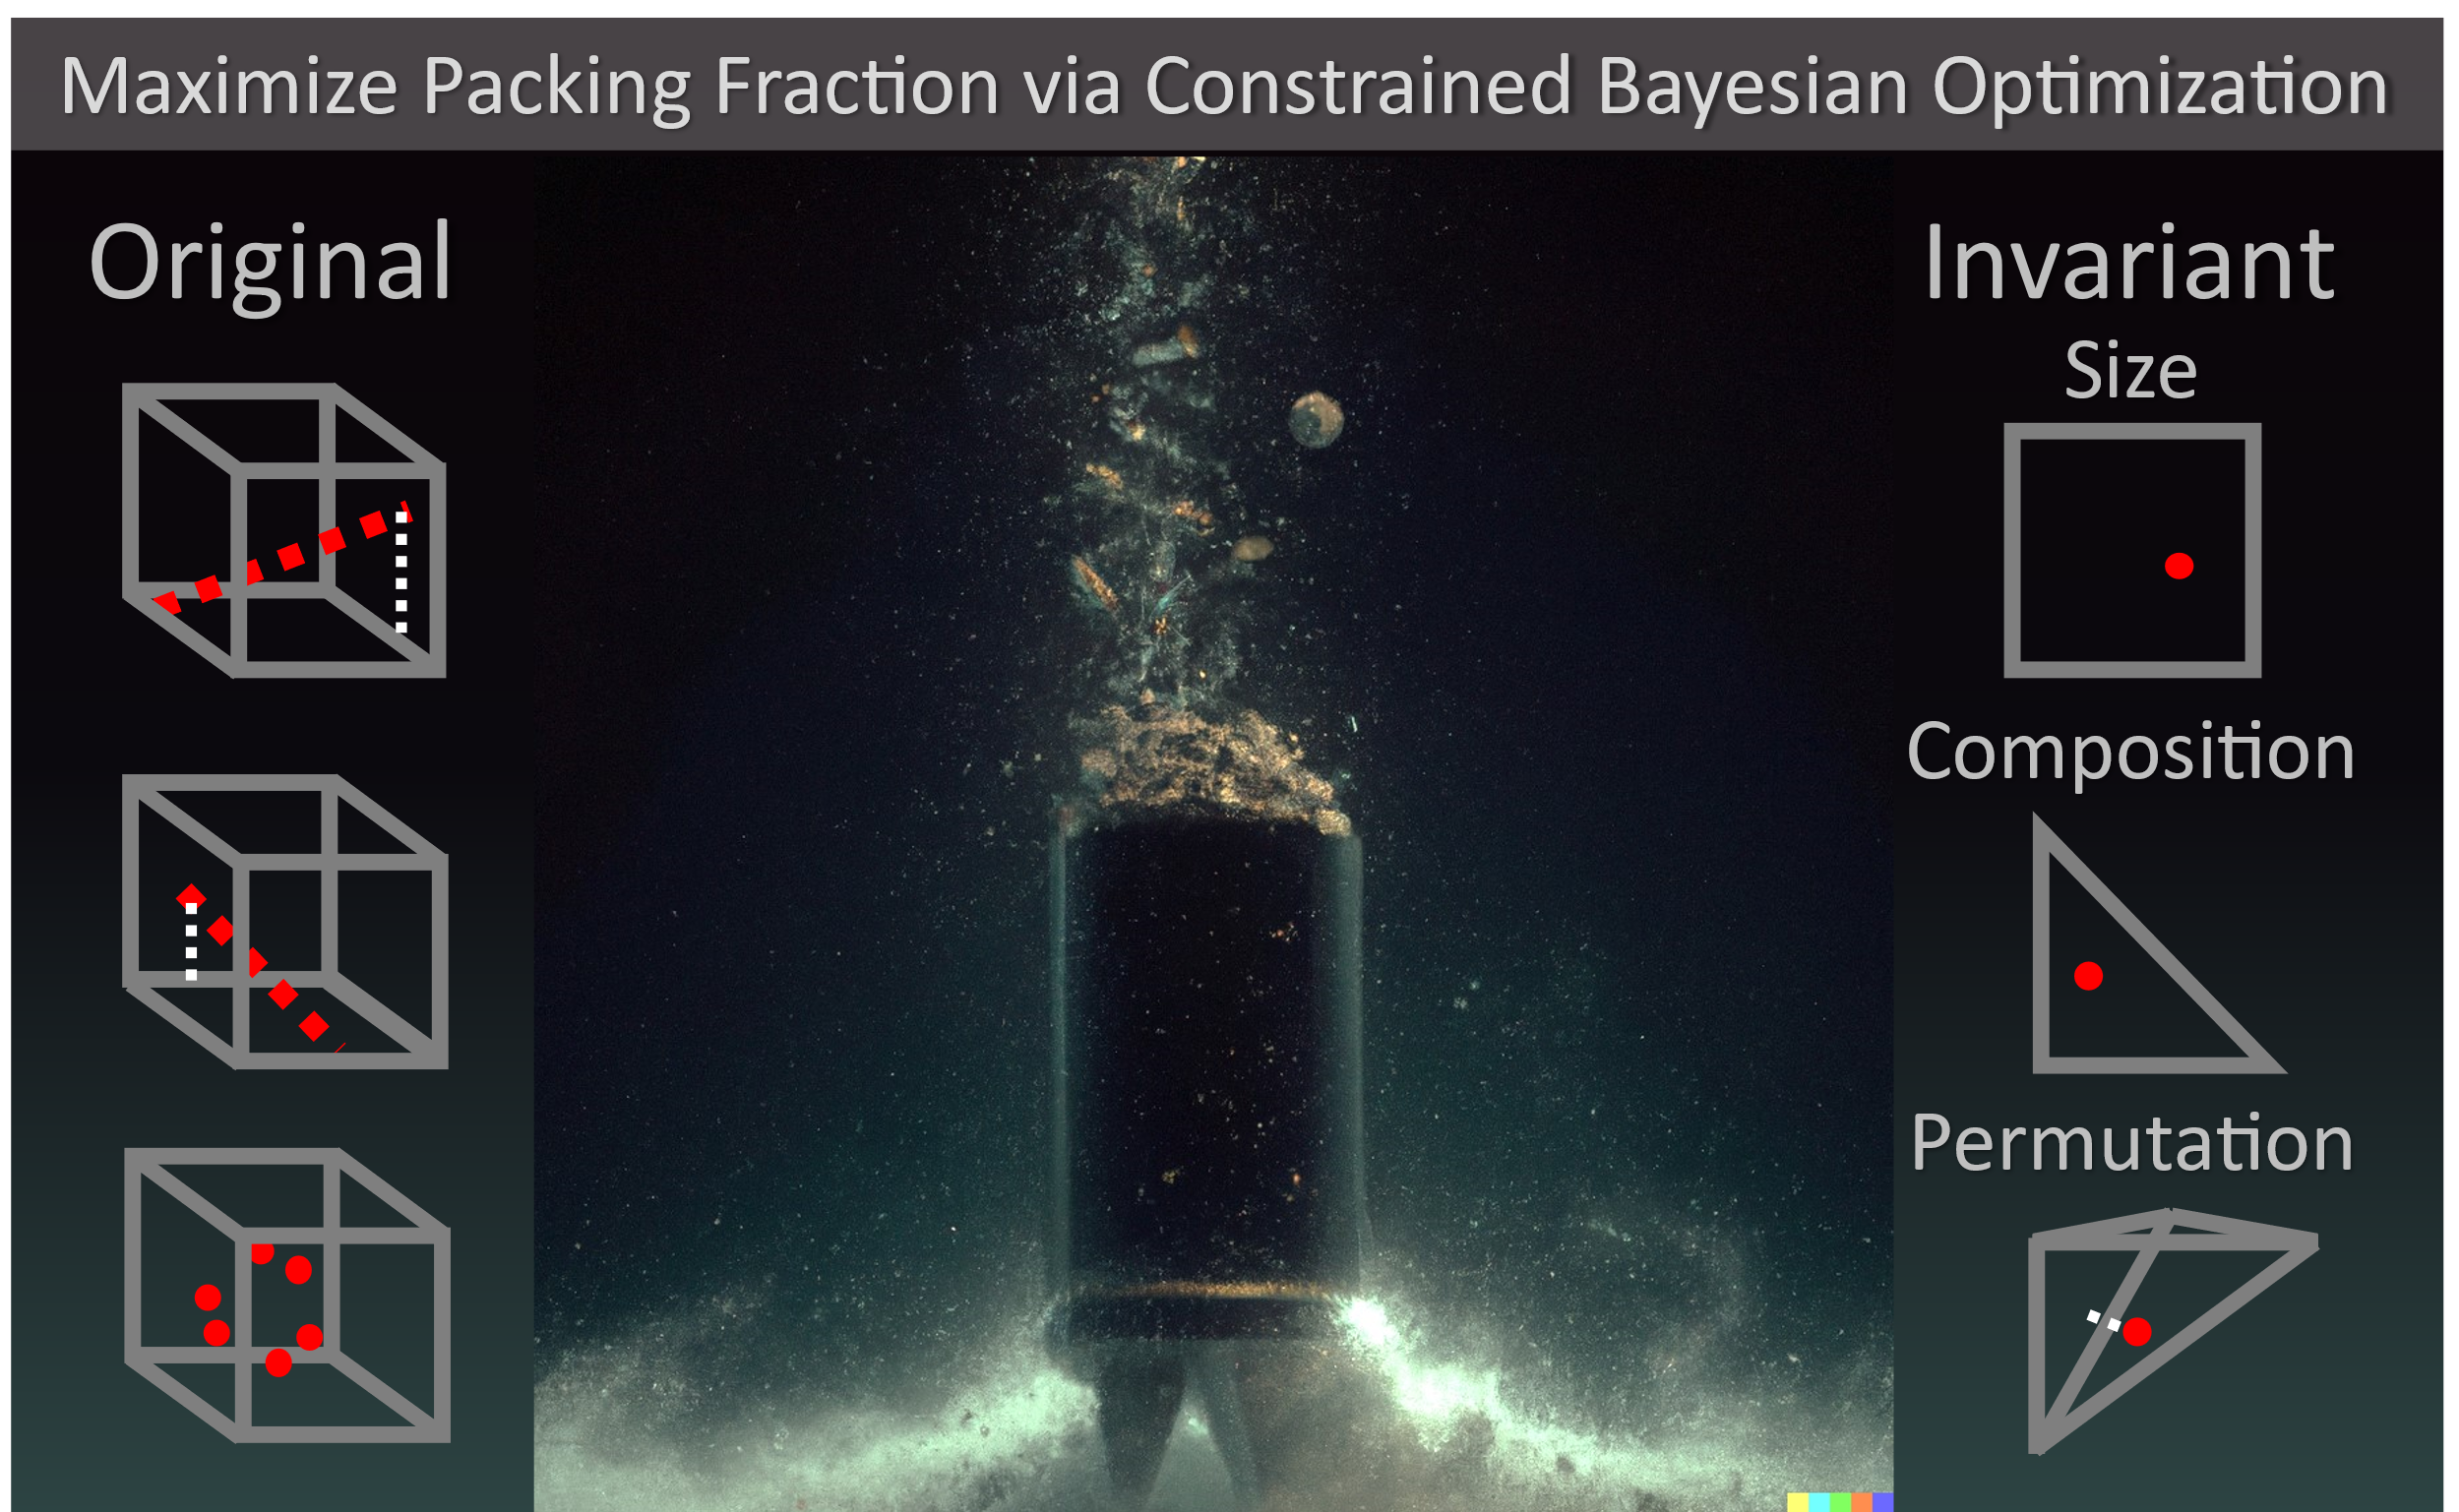 Maximize Packing Fraction via Constrained Bayesian Optimization
Original
Invariant
Size
Composition
Permutation